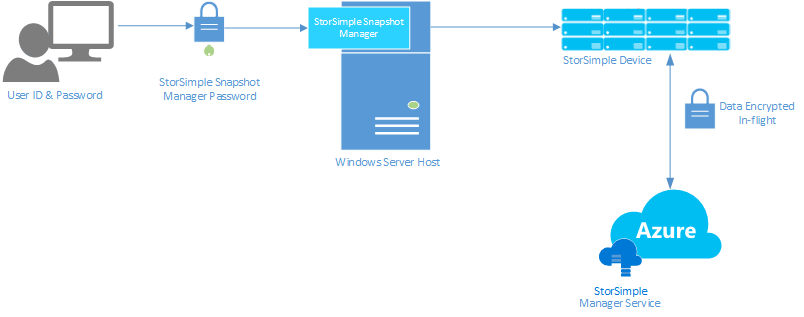 StorSimple Snapshot
Manager
User ID & Password
StorSimple Snapshot
Manager Password
Windows Server Host
StorSimple Device
Data Encrypted
In-flight
Azure
StorSimple
Manager Service